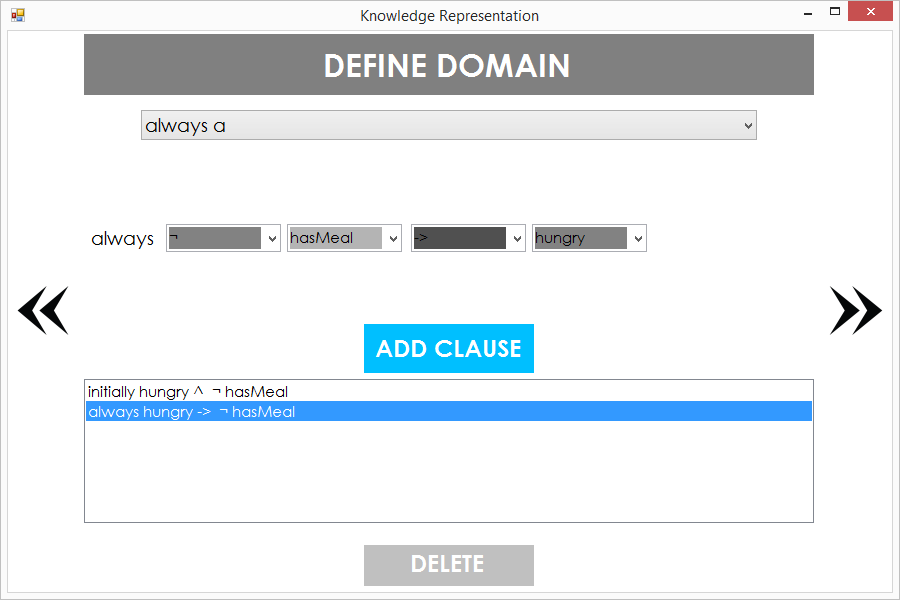 Knowledge Representation
DEFINE DOMAIN
always a
always ¬ hasMeal -> hungry
ADD CLAUSE
initially hungry ^ ¬ hasMeal
always hungry -> ¬ hasMeal
DELETE